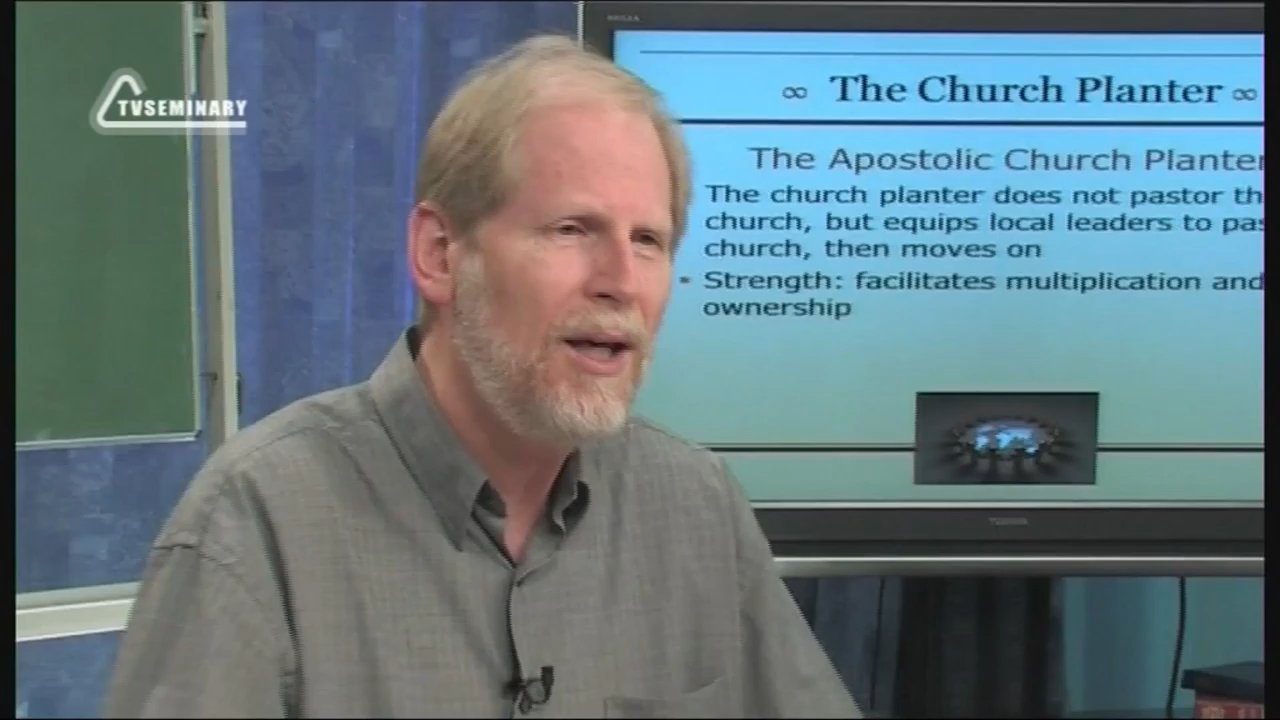 TVSEMINARY
∞ The Church Planter ∞
The Apostolic Church Planter
The church planter does not pastor th
church, but equips local leaders to pas
church, then moves on
• Strength: facilitates multiplication and
ownership